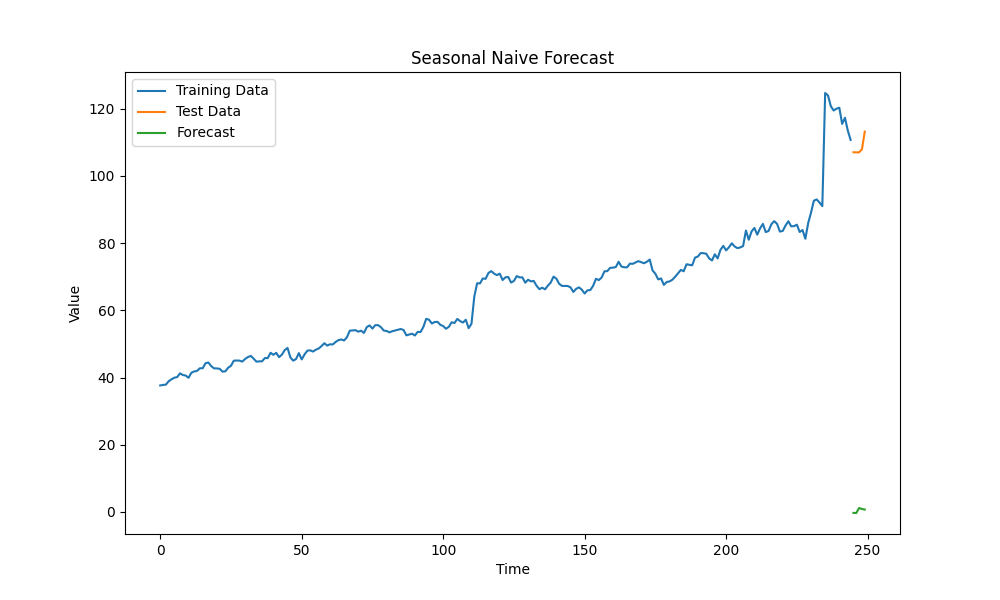 Seasonal Naive Forecast
Training Data
Test Data
Forecast
120
100
80
60
40
20
0
Value
0 50 100 150 200 250
Time